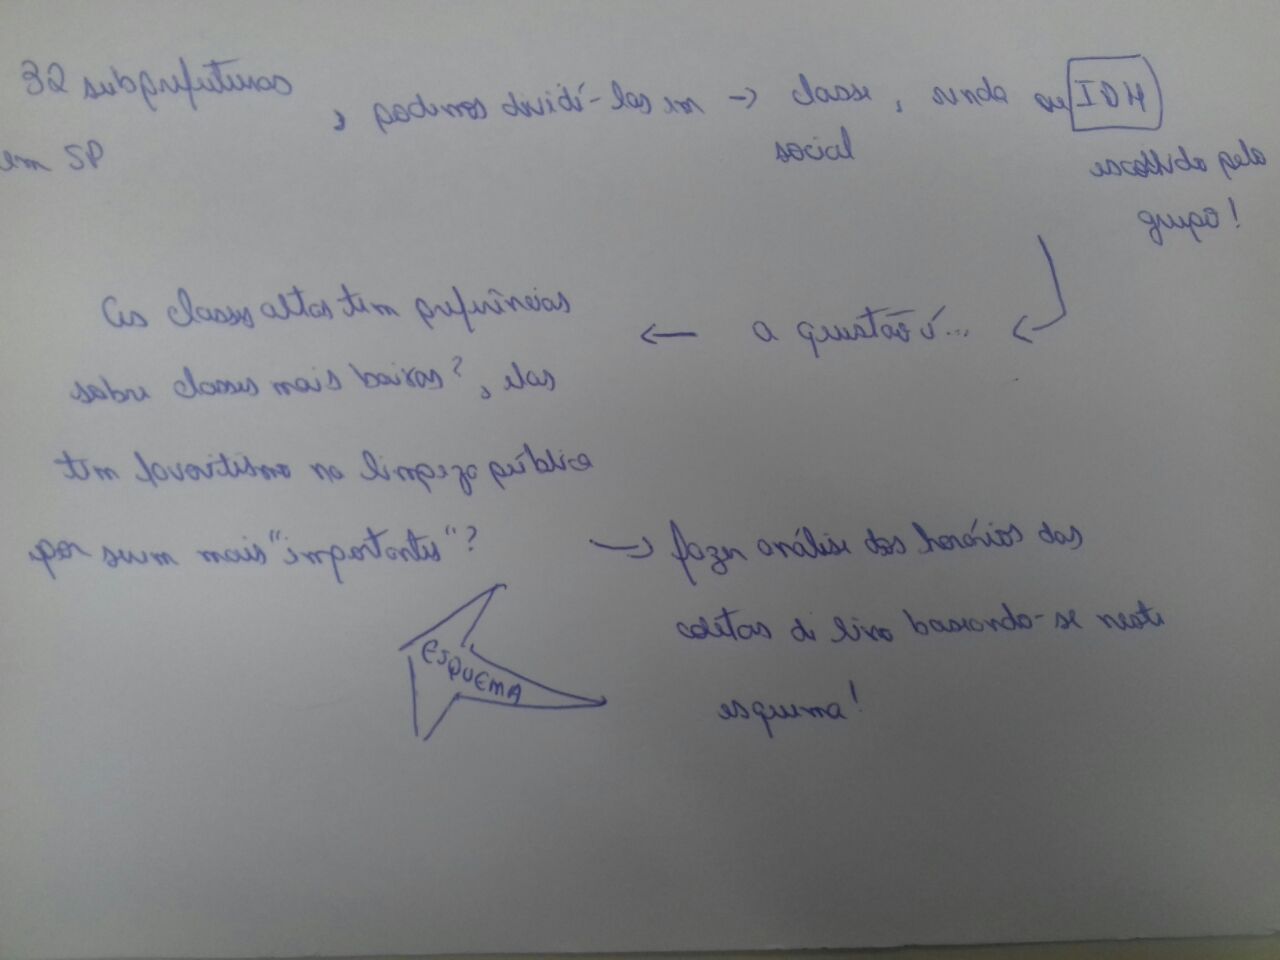 32 subprefeituras
em SP
, podemos dividí-las em → classe, renda ou IDH
social
escolhido pelo
grupo!
a questão é...
As classes altas tem preferências
sobre classes mais baixas?, elas
tem favoritismo na limpeza pública
por serem mais "importantes"?
→ fazer análise dos horários das
coletas de lixo baseando-se neste
esquema!
ESQUEMA